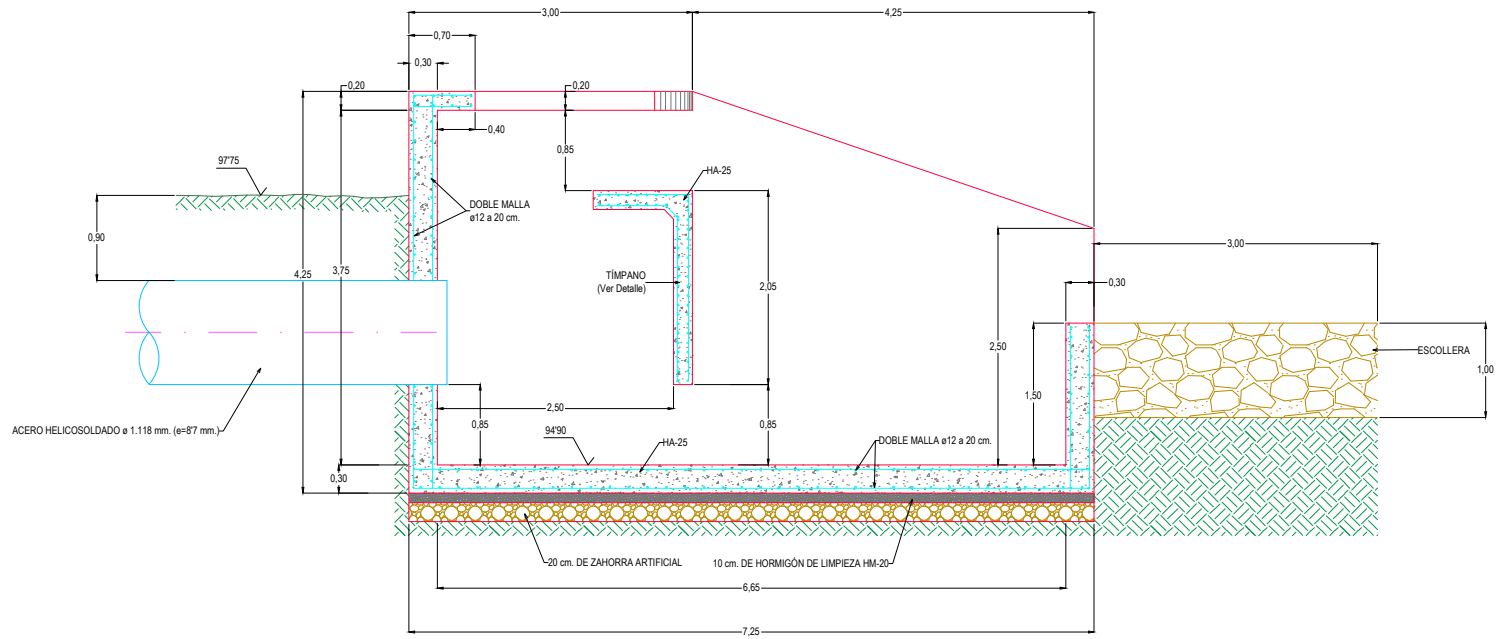 3,00
4,25
0,70
0,30
0,20
0,20
0,40
0,85
97'75
HA-25
DOBLE MALLA
ø12 a 20 cm.
3,00
0,90
4,25
3,75
TÍMPANO
(Ver Detalle)
2,05
0,30
2,50
ESCOLLERA
1,00
1,50
2,50
0,85
0,85
ACERO HELICOSOLDADO ø 1.118 mm. (e=8'7 mm.)
94'90
HA-25
DOBLE MALLA ø12 a 20 cm.
0,30
20 cm. DE ZAHORRA ARTIFICIAL
10 cm. DE HORMIGÓN DE LIMPIEZA HM-20
6,65
7,25